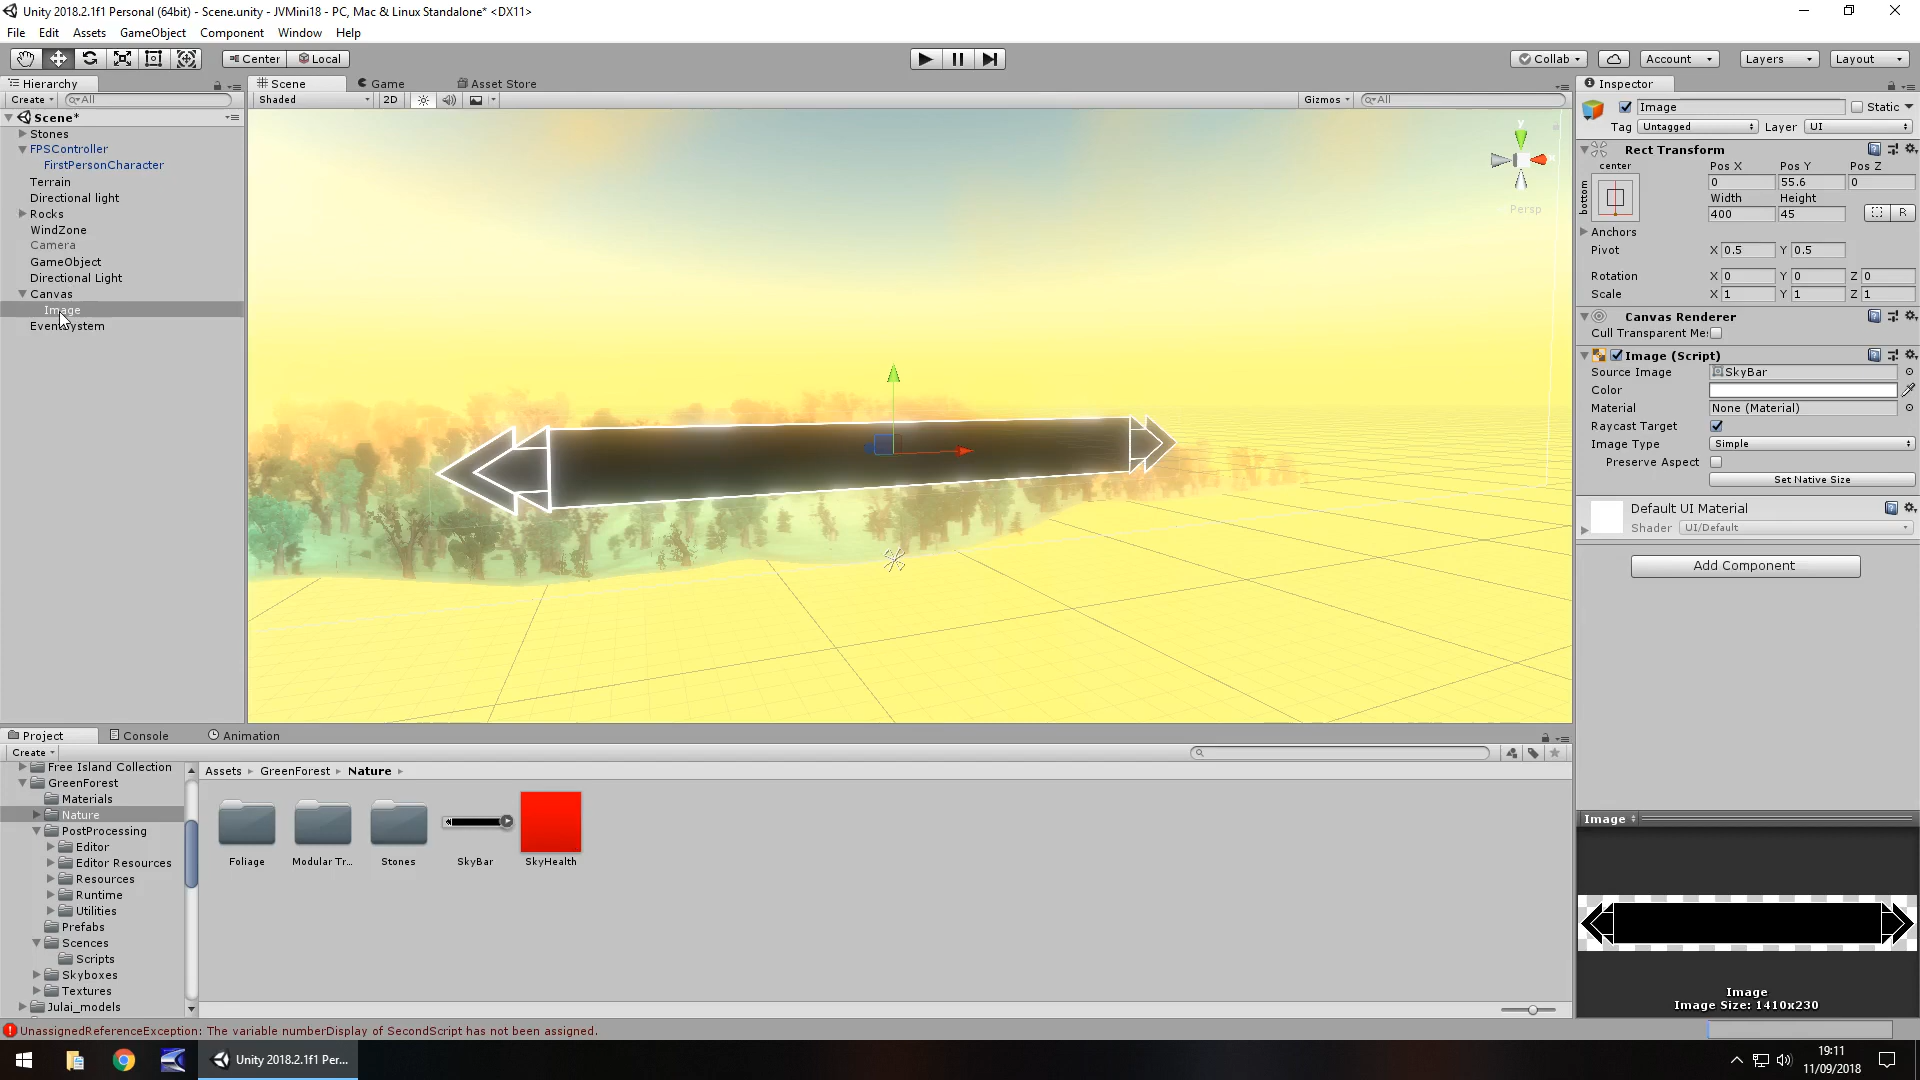 Unity 2018.2.1f1 Personal (64bit) - Scene.unity - JVMini18 - PC, Mac & Linux Standalone* <DX11>
File Edit Assets GameObject Component Window Help
Center Local Collab Account Layers Layout
Hierarchy
Create All
Scene*
Stones
FPSController
FirstPersonCharacter
Terrain
Directional light
Rocks
WindZone
Camera
GameObject
Directional Light
Canvas
Image
EventSystem
Scene Game Asset Store
Shaded 2D Gizmos All
y
Persp
Inspector
Image Static
Tag Untagged Layer UI
Rect Transform
center Pos X Pos Y Pos Z
bottom
0 55.6 0
Width Height
400 45 R
Anchors
Pivot X 0.5 Y 0.5
Rotation X 0 Y 0 Z 0
Scale X 1 Y 1 Z 1
Canvas Renderer
Cull Transparent Me:
Image (Script)
Source Image SkyBar
Color
Material None (Material)
Raycast Target
Image Type Simple
Preserve Aspect
Set Native Size
Default UI Material
Shader UI/Default
Add Component
Image
Image
Image Size: 1410x230
Project Console Animation
Create
Free Island Collection
GreenForest
Materials
Nature
PostProcessing
Editor
Editor Resources
Resources
Runtime
Utilities
Prefabs
Scences
Scripts
Skyboxes
Textures
Julai_models
Assets GreenForest Nature
Foliage Modular Tr... Stones SkyBar SkyHealth
UnassignedReferenceException: The variable numberDisplay of SecondScript has not been assigned.
Unity 2018.2.1f1 Per...
19:11
11/09/2018